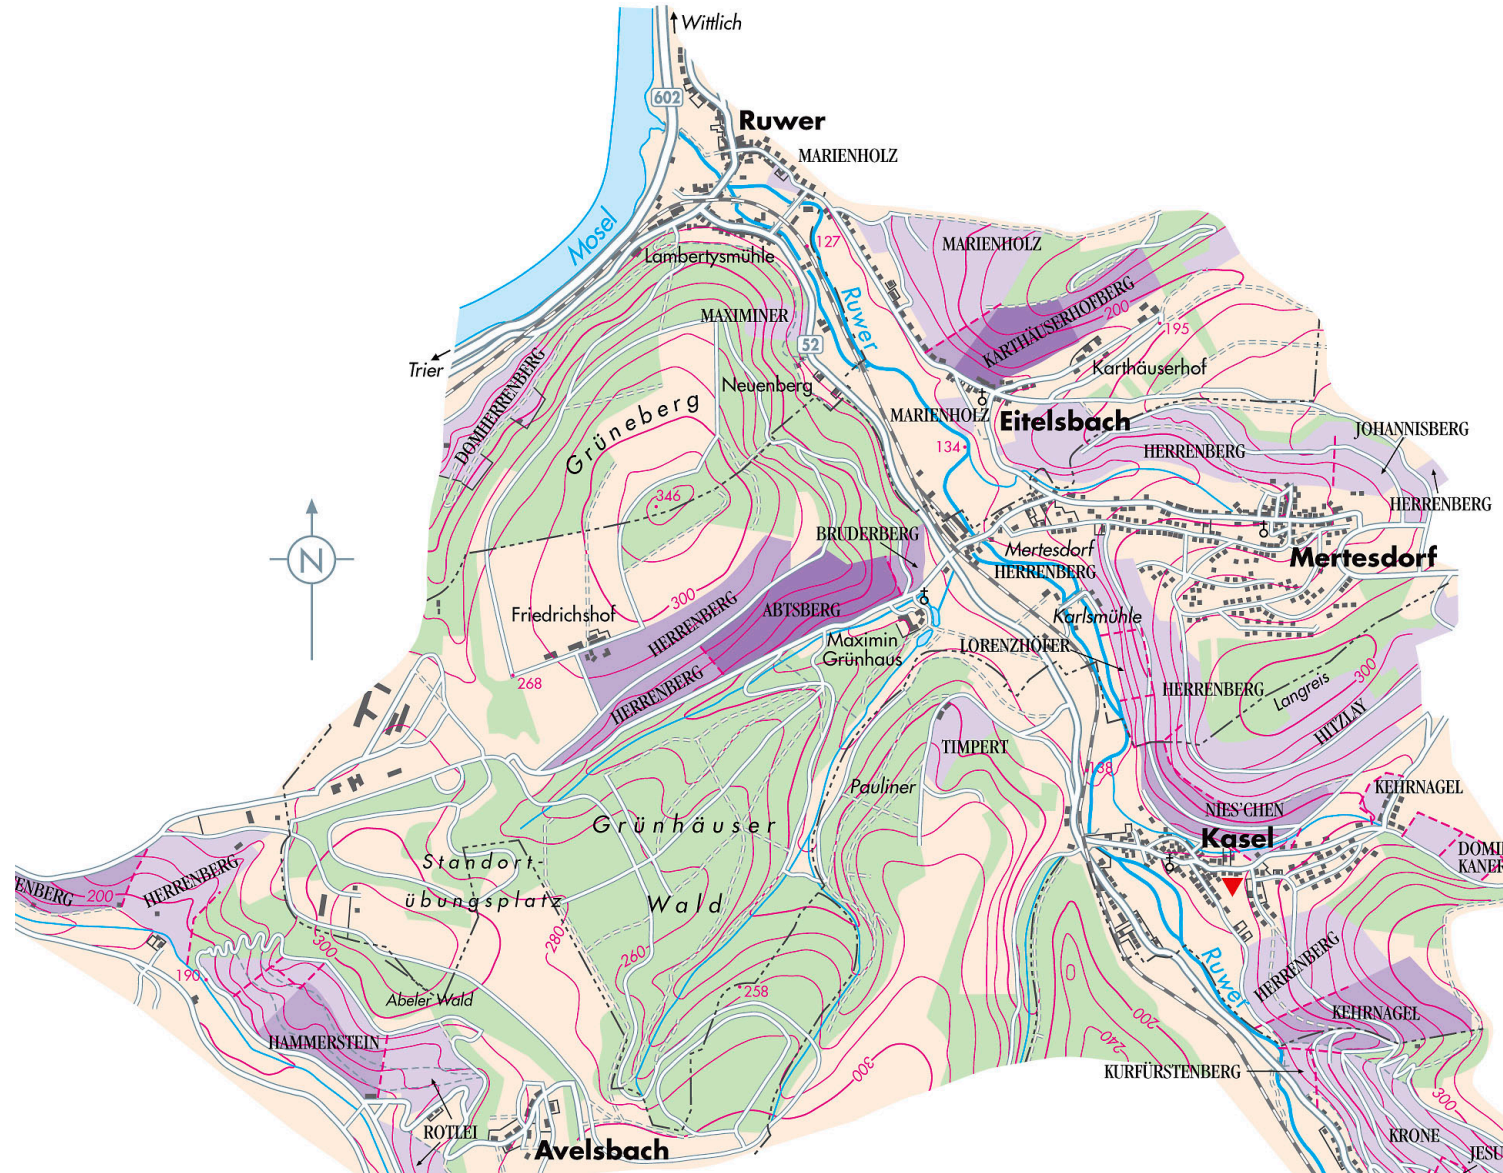 Wittlich
602
Ruwer
MARIENHOLZ
Mosel
127
Lambertysmühle
MARIENHOLZ
Ruwer
KARTHÄUSERHOFBERG
200
195
MAXIMINER
52
Trier
DOMHERRENBERG
Neuenberg
Karthäuserhof
Grüneberg
MARIENHOLZ
Eitelsbach
134
JOHANNISBERG
HERRENBERG
346
HERRENBERG
N
BRUDERBERG
Mertesdorf
HERRENBERG
Mertesdorf
300
HERRENBERG
ABTSBERG
Friedrichshof
Karlsmühle
Maximin
Grünhaus
LORENZHÖFER
268
HERRENBERG
HERRENBERG
Langreis
300
HITZLAY
TIMPERT
138
Pauliner
KEHRNAGEL
NIES'CHEN
Grünhäuser
Wald
Kasel
DOMI
KANER
Standort-
übungsplatz
ENBERG
200
HERRENBERG
300
280
260
190
258
Abeler Wald
HERRENBERG
Ruwer
KEHRNAGEL
200
240
HAMMERSTEIN
300
KURFÜRSTENBERG
300
ROTLEI
Avelsbach
KRONE
JESU